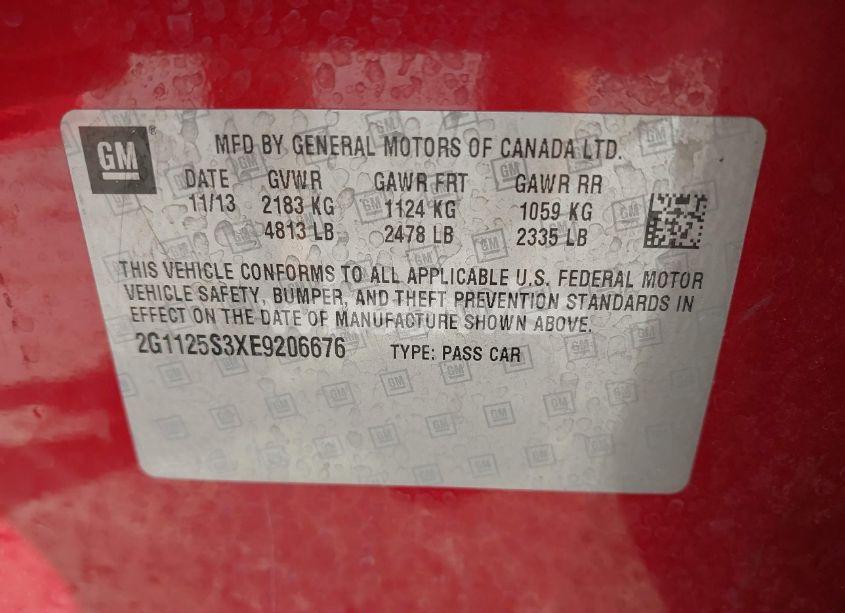 GM
MFD BY GENERAL MOTORS OF CANADA LTD.
DATE GVWR GAWR FRT GAWR RR
11/13 2183 KG 1124 KG 1059 KG
4813 LB 2478 LB 2335 LB
THIS VEHICLE CONFORMS TO ALL APPLICABLE U.S. FEDERAL MOTOR
VEHICLE SAFETY, BUMPER, AND THEFT PREVENTION STANDARDS IN
EFFECT ON THE DATE OF MANUFACTURE SHOWN ABOVE.
2G1125S3XE9206676 TYPE: PASS CAR